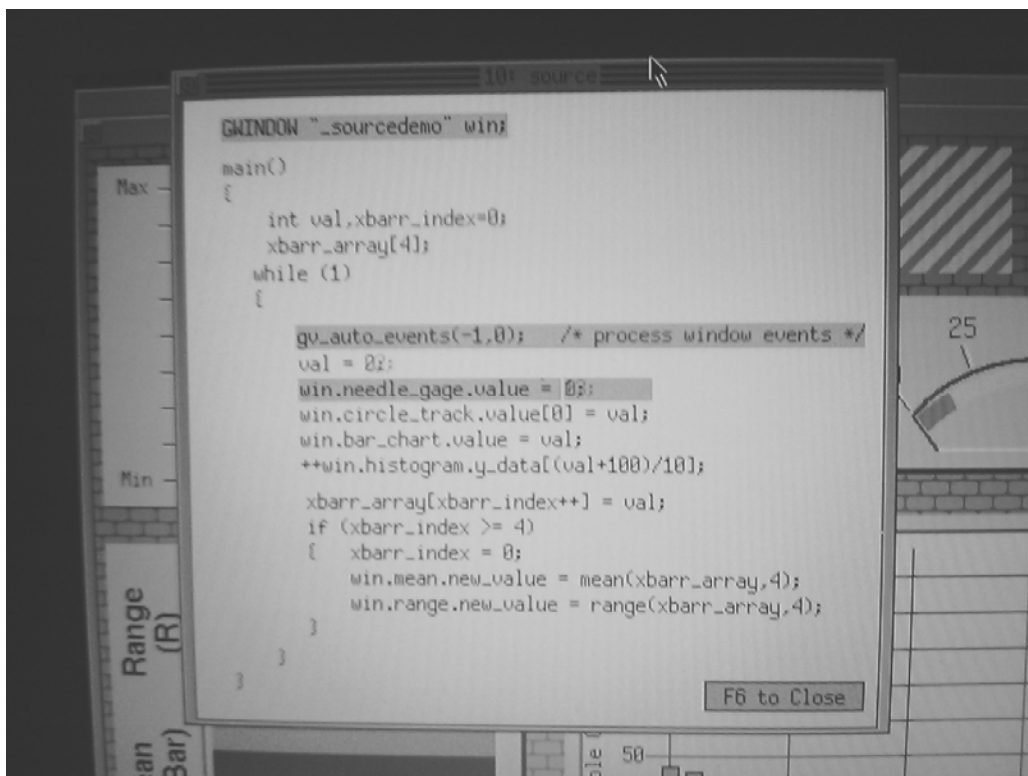 10: source
GWINDOW "_sourcedemo" win;
main()
{
int val,xbarr_index=0;
xbarr_array[4];
while (1)
{
gv_auto_events(-1,0); /* process window events */
val =
win.needle_gage.value =
win.circle_track.value[0] = val;
win.bar_chart.value = val;
++win.histogram.y_data[(val+100)/10];
xbarr_array[xbarr_index++] = val;
if (xbarr_index >= 4)
{ xbarr_index = 0;
win.mean.new_value = mean(xbarr_array,4);
win.range.new_value = range(xbarr_array,4);
}
}
}
F6 to Close
Max
Min
Range
(R)
25
50